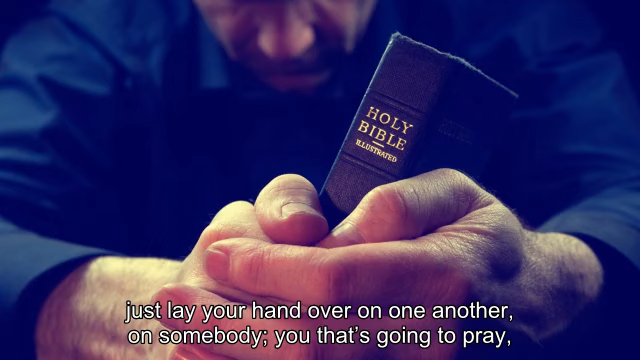 HOLY
BIBLE
ILLUSTRATED
just lay your hand over on one another,
on somebody; you that’s going to pray,